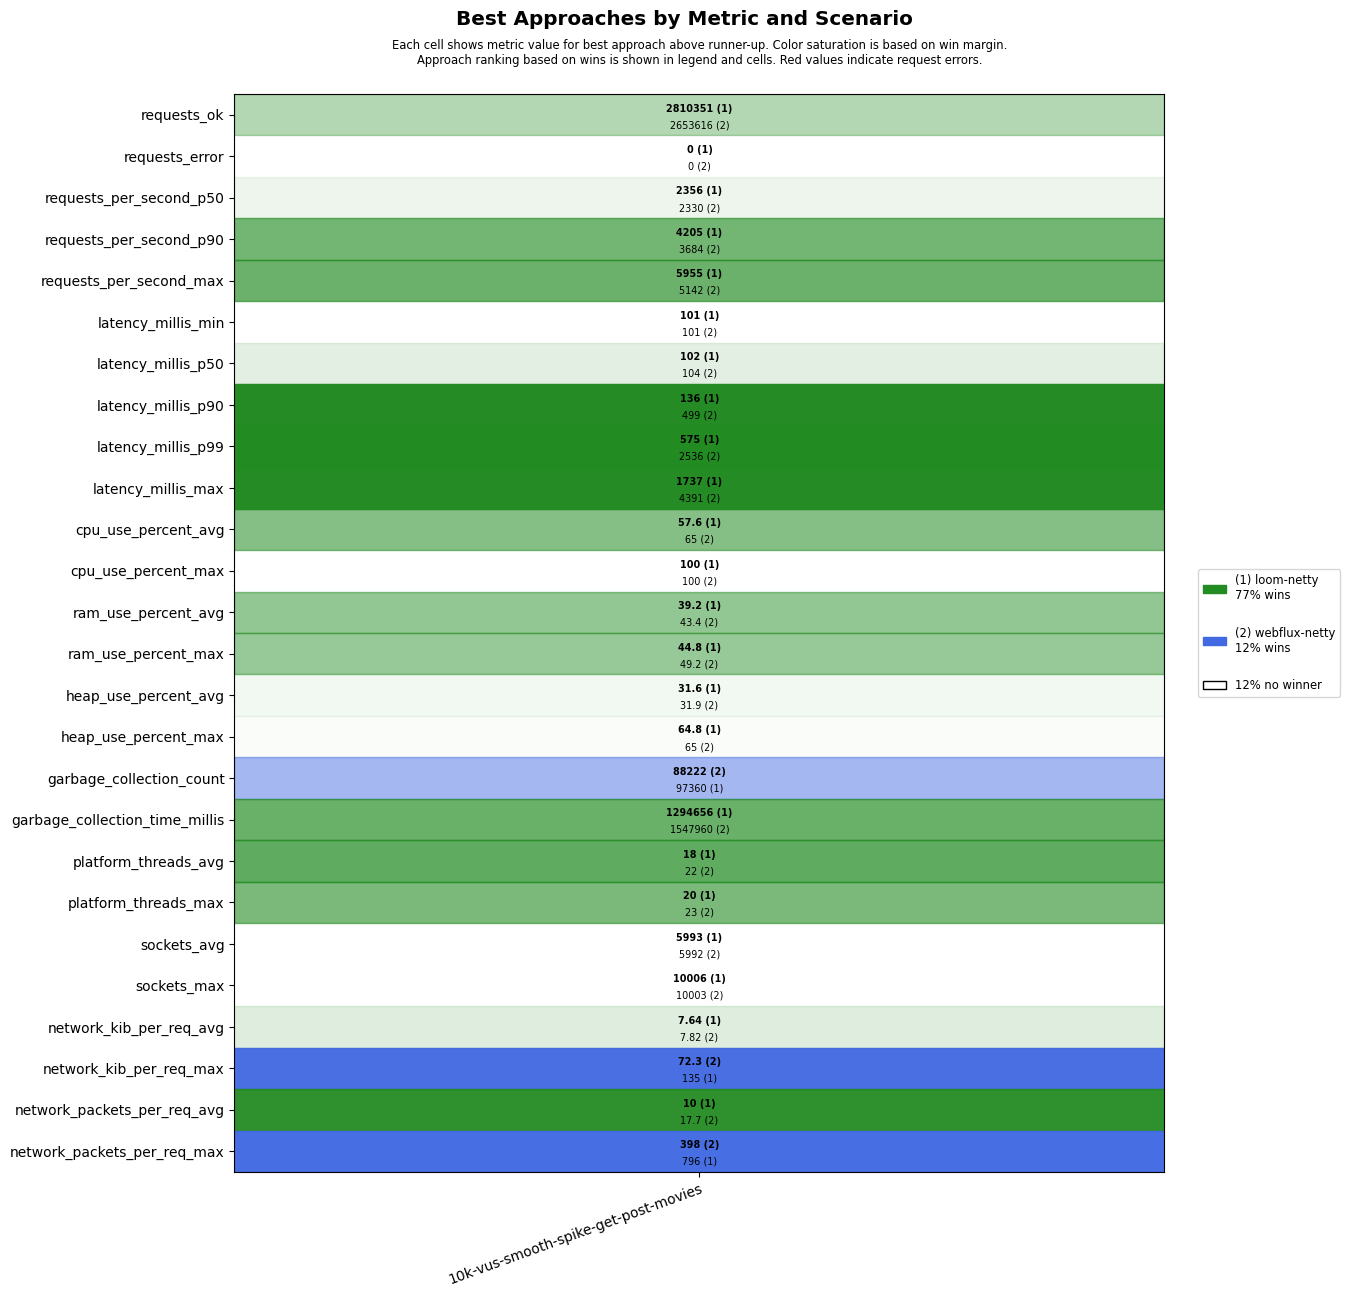 Best Approaches by Metric and Scenario
Each cell shows metric value for best approach above runner-up. Color saturation is based on win margin.
Approach ranking based on wins is shown in legend and cells. Red values indicate request errors.
requests_ok
2810351 (1)
2653616 (2)
requests_error
0 (1)
0 (2)
requests_per_second_p50
2356 (1)
2330 (2)
requests_per_second_p90
4205 (1)
3684 (2)
requests_per_second_max
5955 (1)
5142 (2)
latency_millis_min
101 (1)
101 (2)
latency_millis_p50
102 (1)
104 (2)
latency_millis_p90
136 (1)
499 (2)
latency_millis_p99
575 (1)
2536 (2)
latency_millis_max
1737 (1)
4391 (2)
cpu_use_percent_avg
57.6 (1)
65 (2)
cpu_use_percent_max
100 (1)
100 (2)
ram_use_percent_avg
39.2 (1)
43.4 (2)
ram_use_percent_max
44.8 (1)
49.2 (2)
heap_use_percent_avg
31.6 (1)
31.9 (2)
heap_use_percent_max
64.8 (1)
65 (2)
garbage_collection_count
88222 (2)
97360 (1)
garbage_collection_time_millis
1294656 (1)
1547960 (2)
platform_threads_avg
18 (1)
22 (2)
platform_threads_max
20 (1)
23 (2)
sockets_avg
5993 (1)
5992 (2)
sockets_max
10006 (1)
10003 (2)
network_kib_per_req_avg
7.64 (1)
7.82 (2)
network_kib_per_req_max
72.3 (2)
135 (1)
network_packets_per_req_avg
10 (1)
17.7 (2)
network_packets_per_req_max
398 (2)
796 (1)
10k-vus-smooth-spike-get-post-movies
(1) loom-netty
77% wins
(2) webflux-netty
12% wins
12% no winner